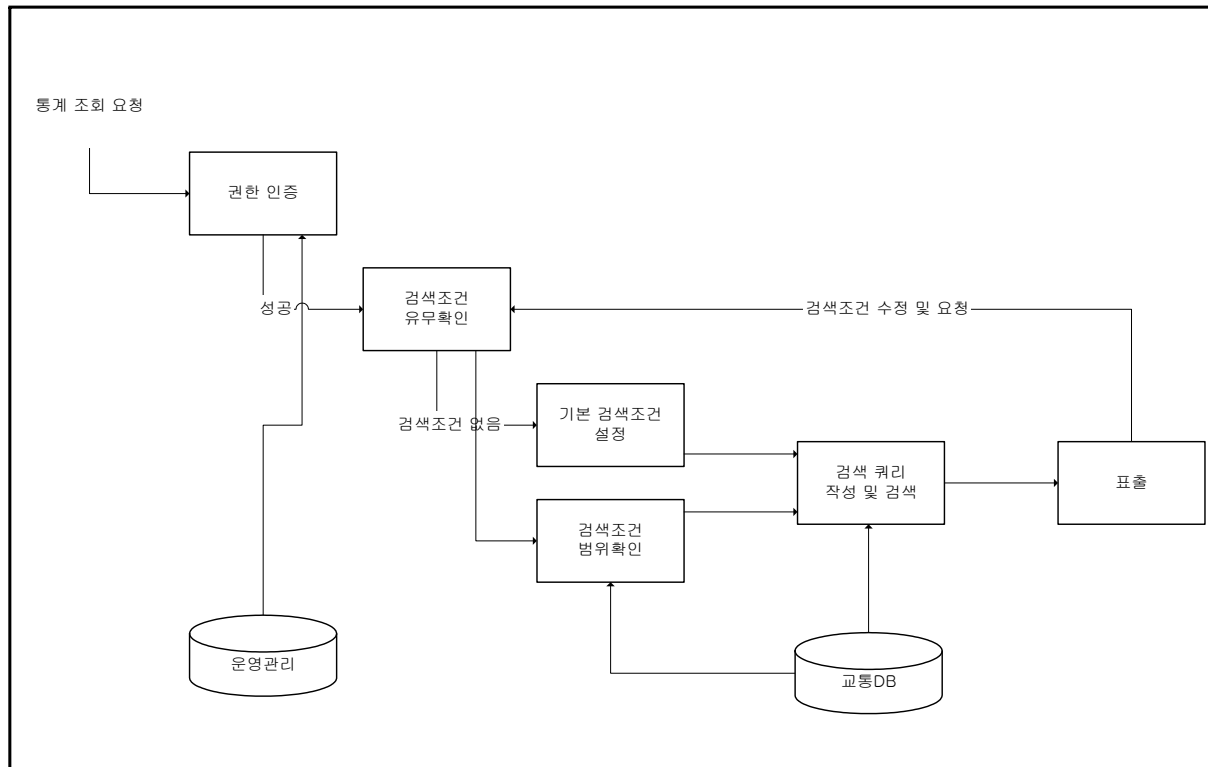 통계 조회 요청
권한 인증
성공
검색조건
유무확인
검색조건 수정 및 요청
검색조건 없음
기본 검색조건
설정
검색 쿼리
작성 및 검색
표출
검색조건
범위확인
운영관리
교통DB